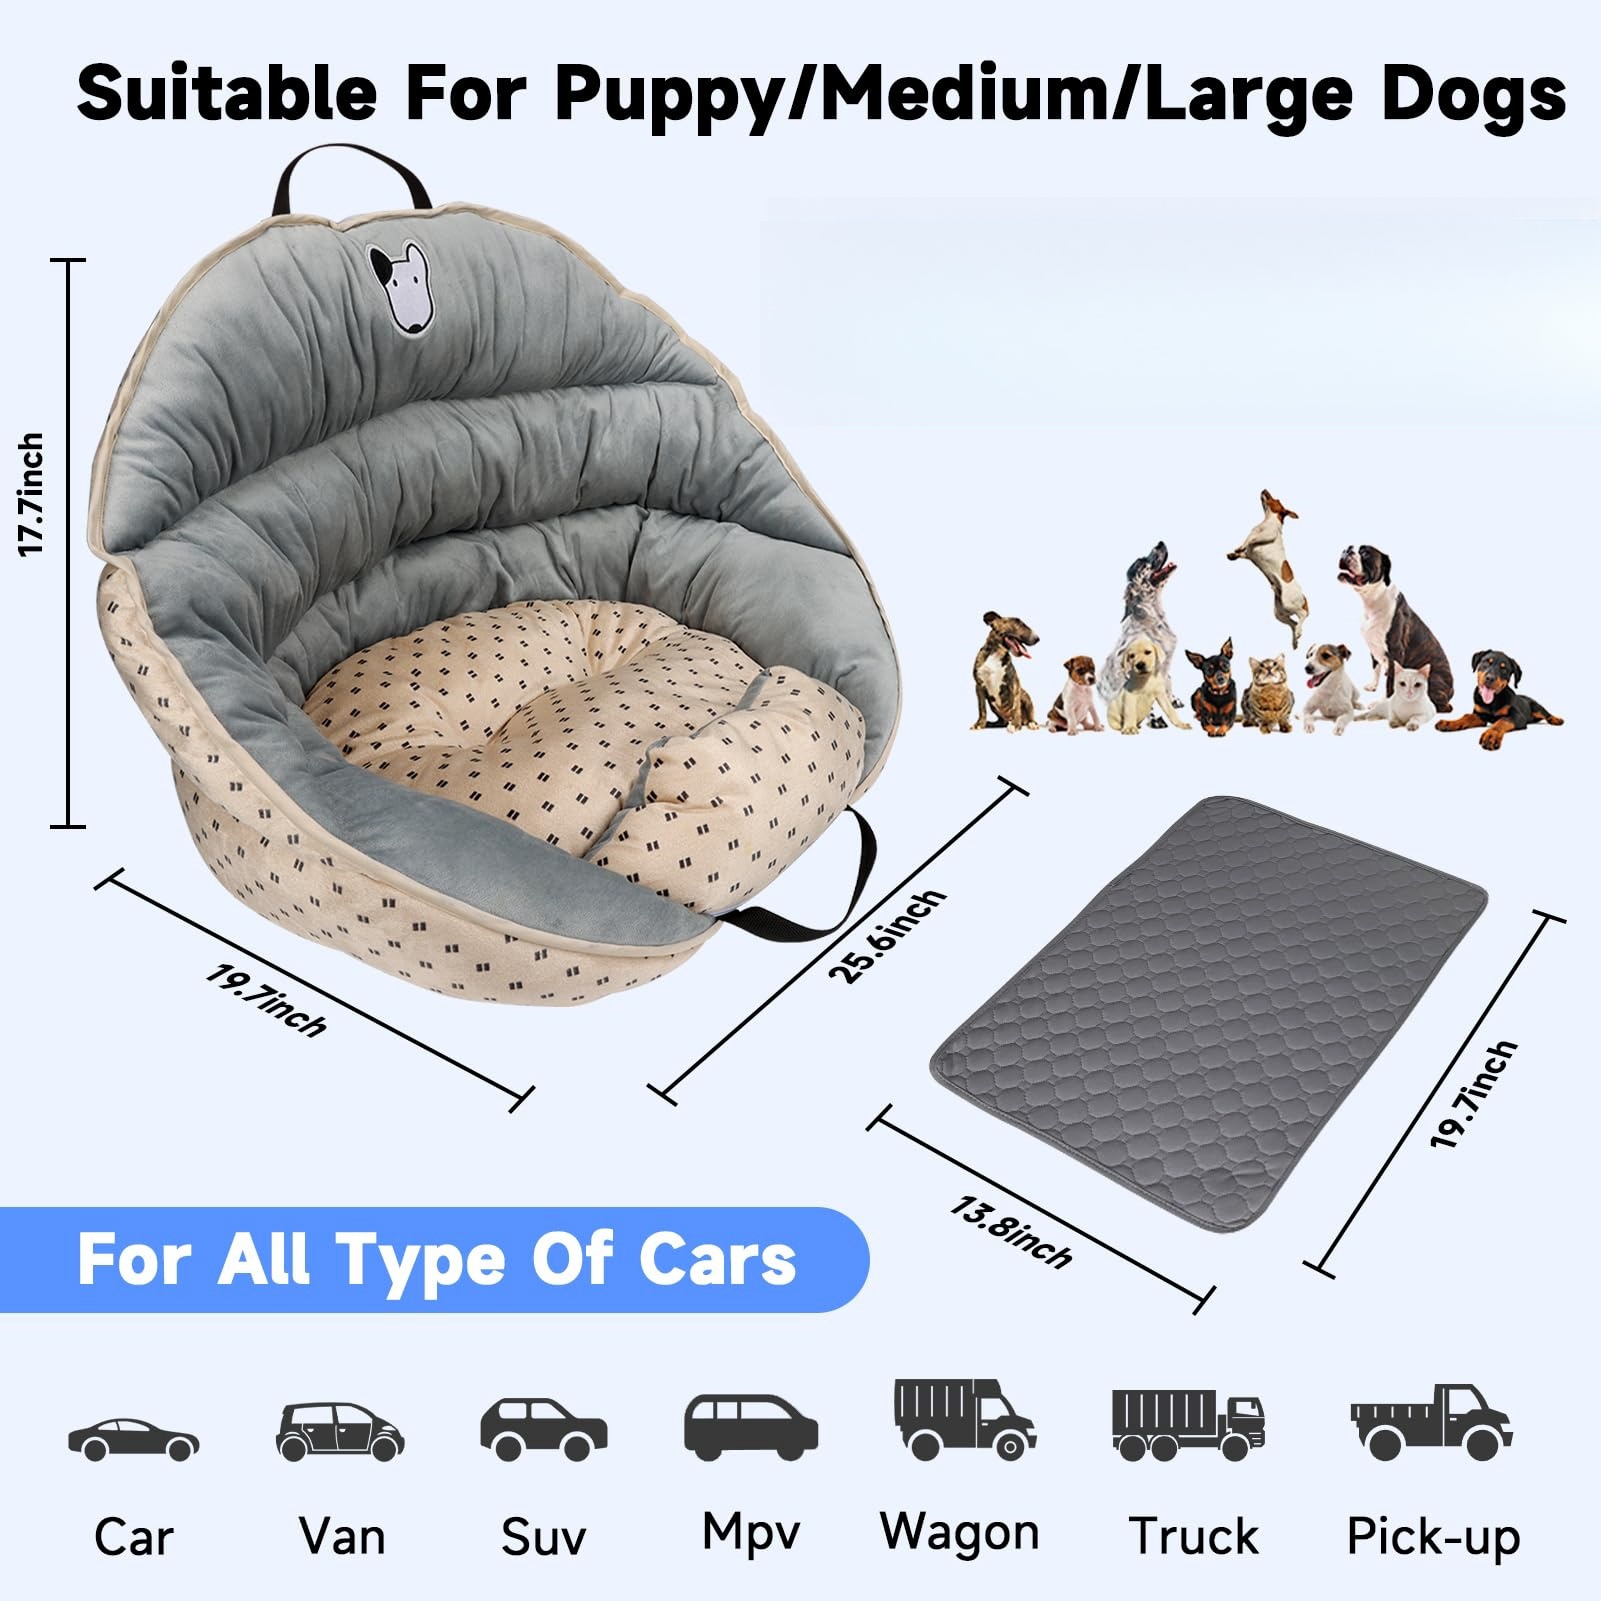 Suitable For Puppy/Medium/Large Dogs
17.7inch
19.7inch
25.6inch
13.8inch
19.7inch
For All Type Of Cars
Car
Van
Suv
Mpv
Wagon
Truck
Pick-up